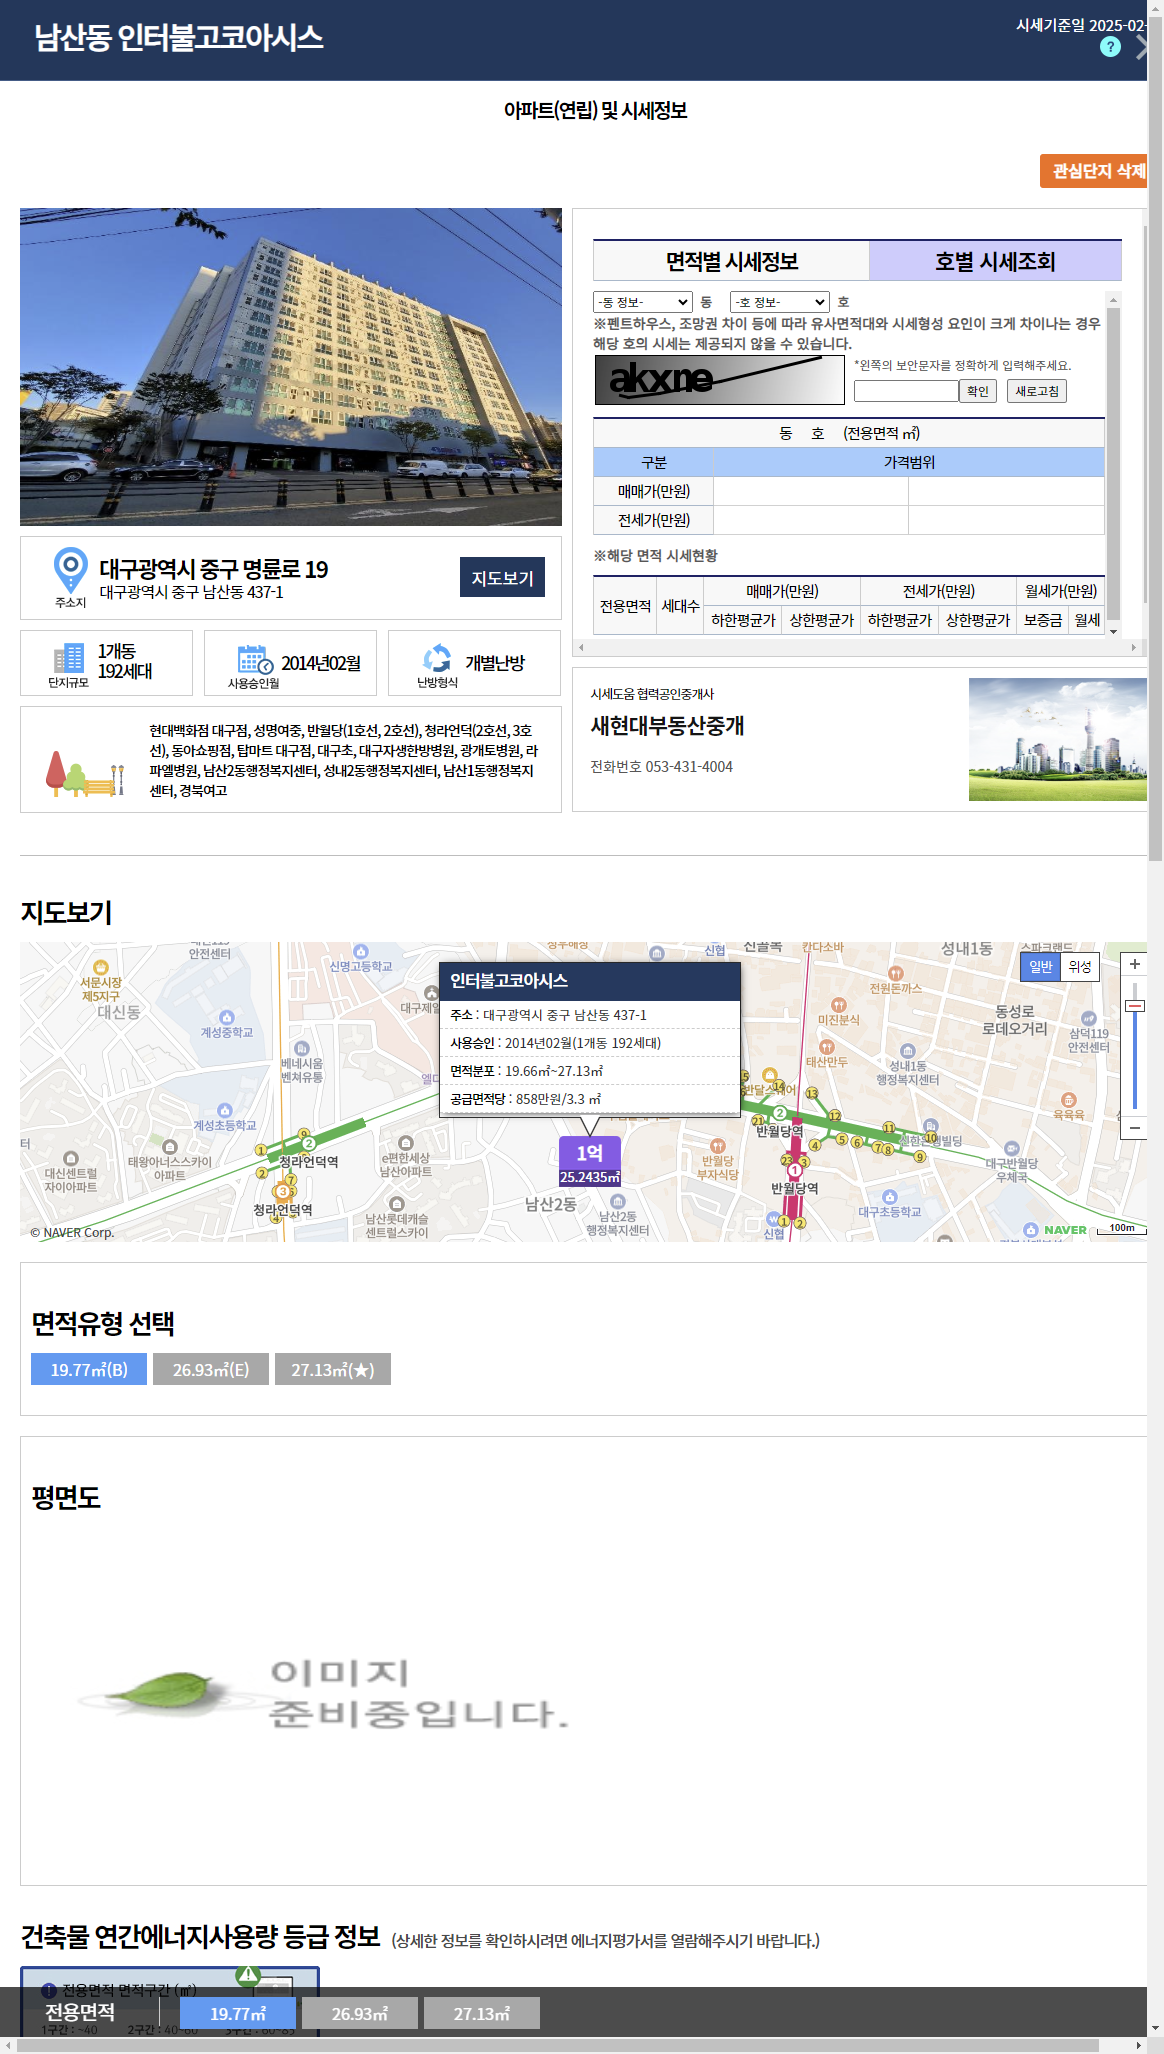 남산동 인터불고코아시스
시세기준일 2025-02-
?
아파트(연립) 및 시세정보
관심단지 삭제
면적별 시세정보
호별 시세조회
-동 정보- 동 -호 정보- 호
※펜트하우스, 조망권 차이 등에 따라 유사면적대와 시세형성 요인이 크게 차이나는 경우
해당 호의 시세는 제공되지 않을 수 있습니다.
akxne
*왼쪽의 보안문자를 정확하게 입력해주세요.
확인 새로고침
동 호 (전용면적 ㎡)
구분 가격범위
매매가(만원)
전세가(만원)
※해당 면적 시세현황
전용면적 세대수 매매가(만원) 전세가(만원) 월세가(만원)
하한평균가 상한평균가 하한평균가 상한평균가 보증금 월세
주소지
대구광역시 중구 명륜로 19
대구광역시 중구 남산동 437-1
지도보기
단지규모
1개동
192세대
사용승인월
2014년02월
난방형식
개별난방
현대백화점 대구점, 성명여중, 반월당(1호선, 2호선), 청라언덕(2호선, 3호
선), 동아쇼핑점, 탑마트 대구점, 대구초, 대구자생한방병원, 광개토병원, 라
파엘병원, 남산2동행정복지센터, 성내2동행정복지센터, 남산1동행정복지
센터, 경북여고
시세도움 협력공인중개사
새현대부동산중개
전화번호 053-431-4004
지도보기
안전센터
서문시장
제5지구
대신동
신명고등학교
계성중학교
베네시움
벤처유통
계성초등학교
대구제일
신협
칸다소바
성내1동
스파크랜드
전원돈까스
미진분식
태산만두
동성로
로데오거리
삼덕119
안전센터
성내1동
행정복지센터
일반 위성
+
−
인터불고코아시스
주소 : 대구광역시 중구 남산동 437-1
사용승인 : 2014년02월(1개동 192세대)
면적분포 : 19.66㎡~27.13㎡
공급면적당 : 858만원/3.3 ㎡
1억
25.2435㎡
반월당역
반월당역
청라언덕역
청라언덕역
대신센트럴
자이아파트
태왕아너스스카이
아파트
e편한세상
남산아파트
남산롯데캐슬
센트럴스카이
남산2동
남산2동
행정복지센터
반월당
부자식당
육육육
대구반월당
우체국
대구초등학교
신협
© NAVER Corp.
NAVER
100m
면적유형 선택
19.77㎡(B) 26.93㎡(E) 27.13㎡(★)
평면도
이미지
준비중입니다.
건축물 연간에너지사용량 등급 정보 (상세한 정보를 확인하시려면 에너지평가서를 열람해주시기 바랍니다.)
전용면적 면적구간 (㎡)
1구간 : ~40 2구간 : 40~60 3구간 : 60~85
전용면적 19.77㎡ 26.93㎡ 27.13㎡